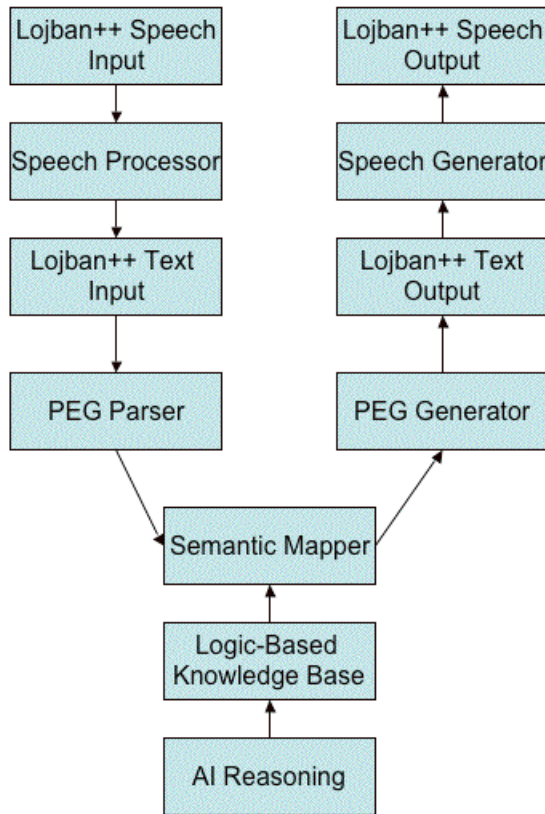 Lojban++ Speech
Input
Lojban++ Speech
Output
Speech Processor
Speech Generator
Lojban++ Text
Input
Lojban++ Text
Output
PEG Parser
PEG Generator
Semantic Mapper
Logic-Based
Knowledge Base
AI Reasoning